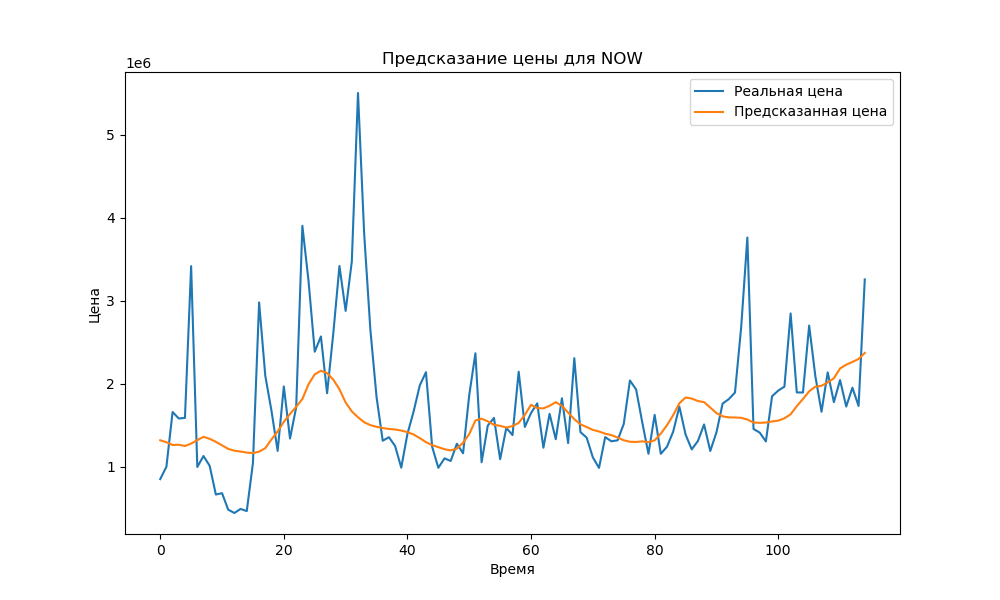 Предсказание цены для NOW
1e6
Реальная цена
Предсказанная цена
5
4
3
2
1
Цена
0 20 40 60 80 100
Время